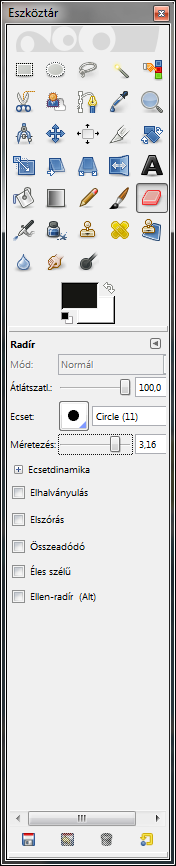 Eszköztár
Radír
Mód: Normál
Átlátszatl.: 100,0
Ecset: Circle (11)
Méretezés: 3,16
Ecsetdinamika
Elhalványulás
Elszórás
Összeadódó
Éles szélű
Ellen-radír (Alt)